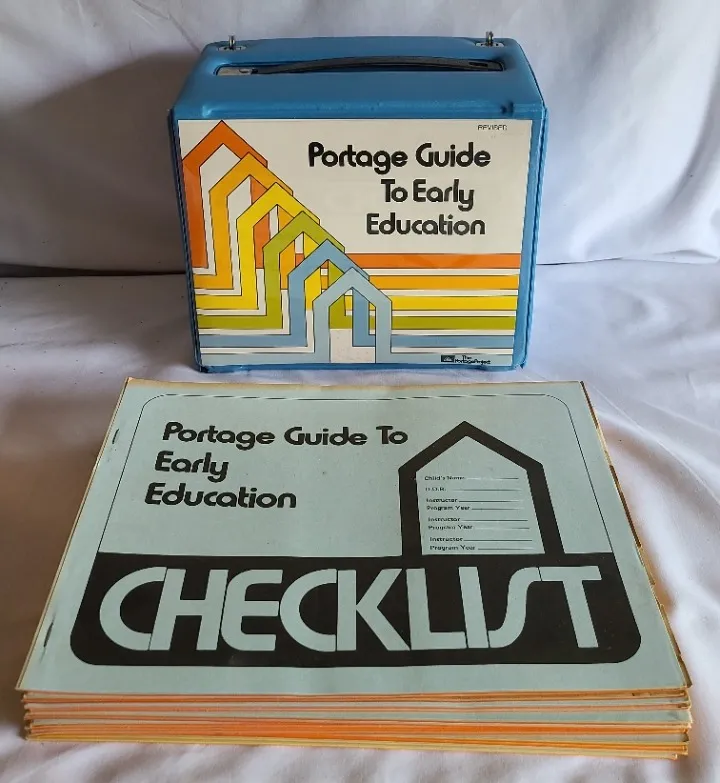 REVISED
Portage Guide
To Early
Education
The
Portage Project
Portage Guide To
Early
Education
Child's Name
D.O.B.
Instructor
Program Year
Instructor
Program Year
Instructor
Program Year
CHECKLIST